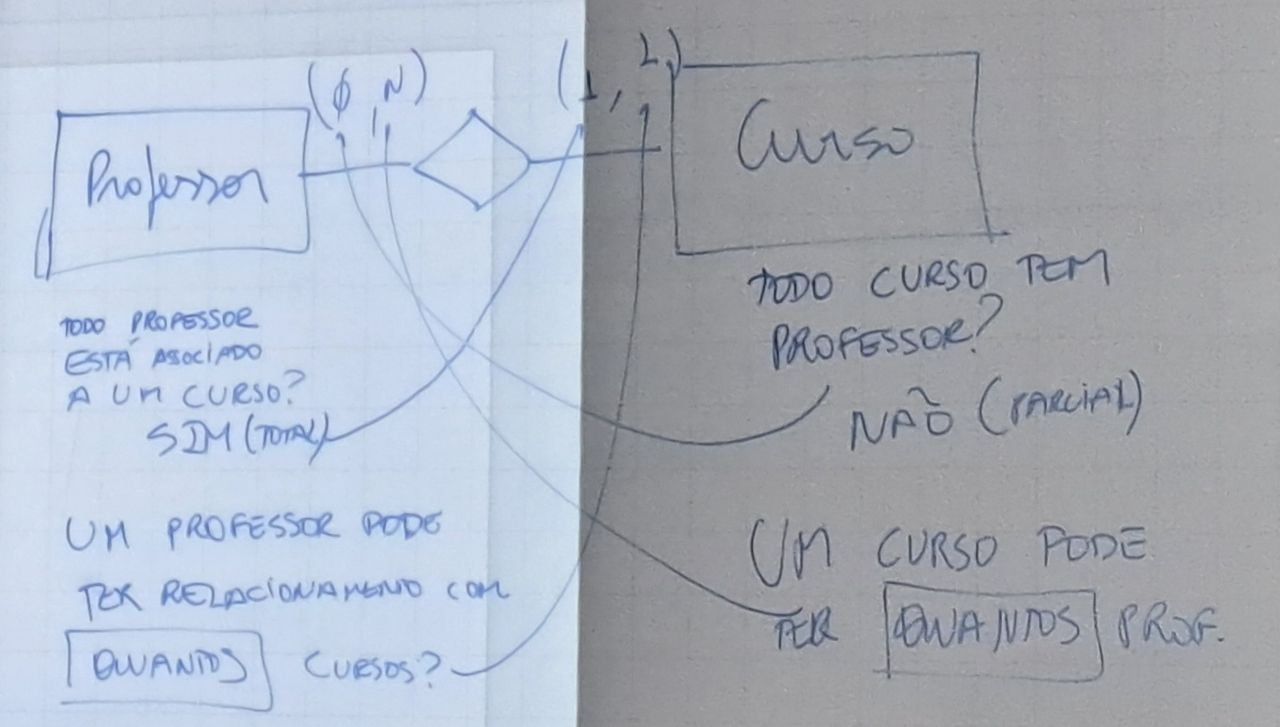 (Ø, N)
(1, 1)
Professor
Curso
TODO PROFESSOR
ESTÁ ASOCIADO
A UM CURSO?
SIM (TOTAL)
TODO CURSO TEM
PROFESSOR?
NÃO (PARCIAL)
UM PROFESSOR PODE
TER RELACIONAMENTO COM
QUANTOS CURSOS?
UM CURSO PODE
TER QUANTOS PROF.